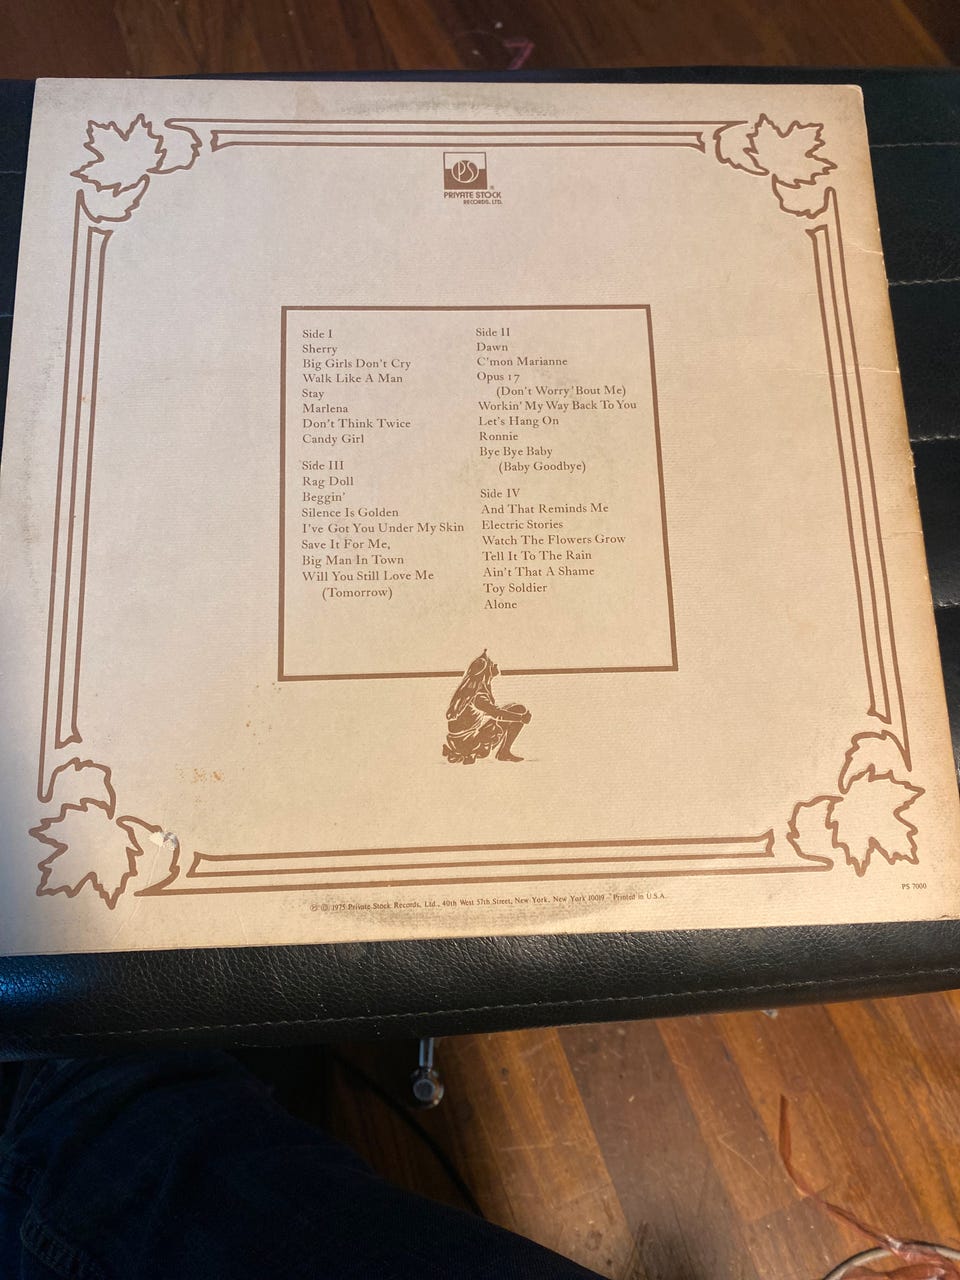 PS
®
PRIVATE STOCK
RECORDS, LTD.
Side I
Sherry
Big Girls Don't Cry
Walk Like A Man
Stay
Marlena
Don't Think Twice
Candy Girl
Side II
Dawn
C'mon Marianne
Opus 17
(Don't Worry 'Bout Me)
Workin' My Way Back To You
Let's Hang On
Ronnie
Bye Bye Baby
(Baby Goodbye)
Side III
Rag Doll
Beggin'
Silence Is Golden
I've Got You Under My Skin
Save It For Me,
Big Man In Town
Will You Still Love Me
(Tomorrow)
Side IV
And That Reminds Me
Electric Stories
Watch The Flowers Grow
Tell It To The Rain
Ain't That A Shame
Toy Soldier
Alone
PS 7000
℗ © 1975 Private Stock Records, Ltd., 40th West 57th Street, New York, New York 10019 Printed in U.S.A.